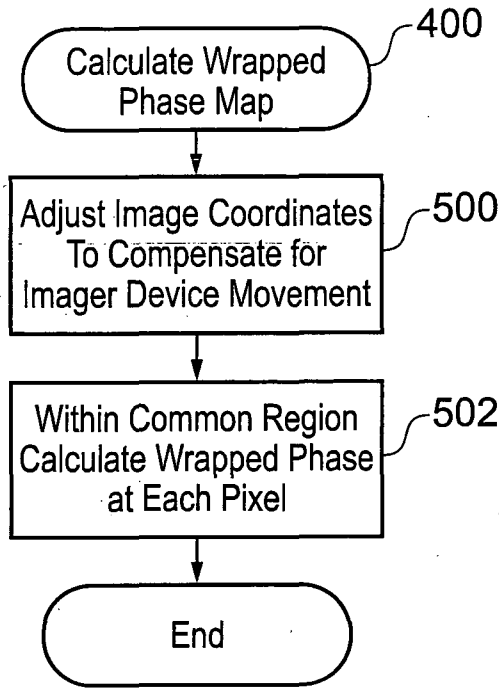 400
Calculate Wrapped
Phase Map
500
Adjust Image Coordinates
To Compensate for
Imager Device Movement
502
Within Common Region
Calculate Wrapped Phase
at Each Pixel
End